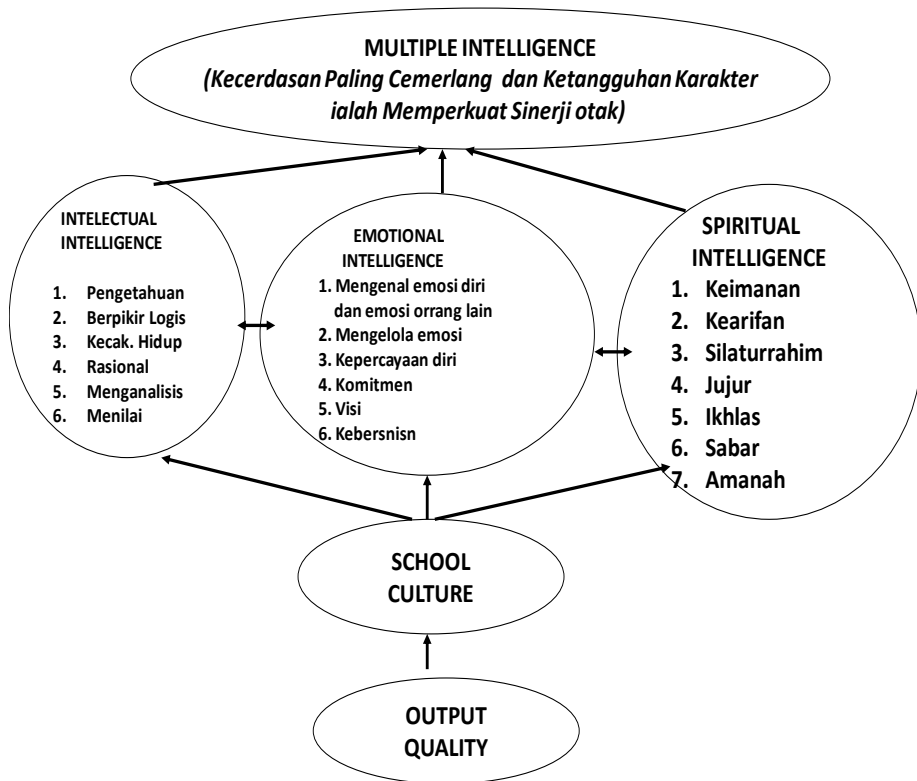 MULTIPLE INTELLIGENCE
(Kecerdasan Paling Cemerlang dan Ketangguhan Karakter
ialah Memperkuat Sinerji otak)
INTELECTUAL
INTELLIGENCE
1. Pengetahuan
2. Berpikir Logis
3. Kecak. Hidup
4. Rasional
5. Menganalisis
6. Menilai
EMOTIONAL
INTELLIGENCE
1. Mengenal emosi diri
dan emosi orrang lain
2. Mengelola emosi
3. Kepercayaan diri
4. Komitmen
5. Visi
6. Kebersnisn
SPIRITUAL
INTELLIGENCE
1. Keimanan
2. Kearifan
3. Silaturrahim
4. Jujur
5. Ikhlas
6. Sabar
7. Amanah
SCHOOL
CULTURE
OUTPUT
QUALITY